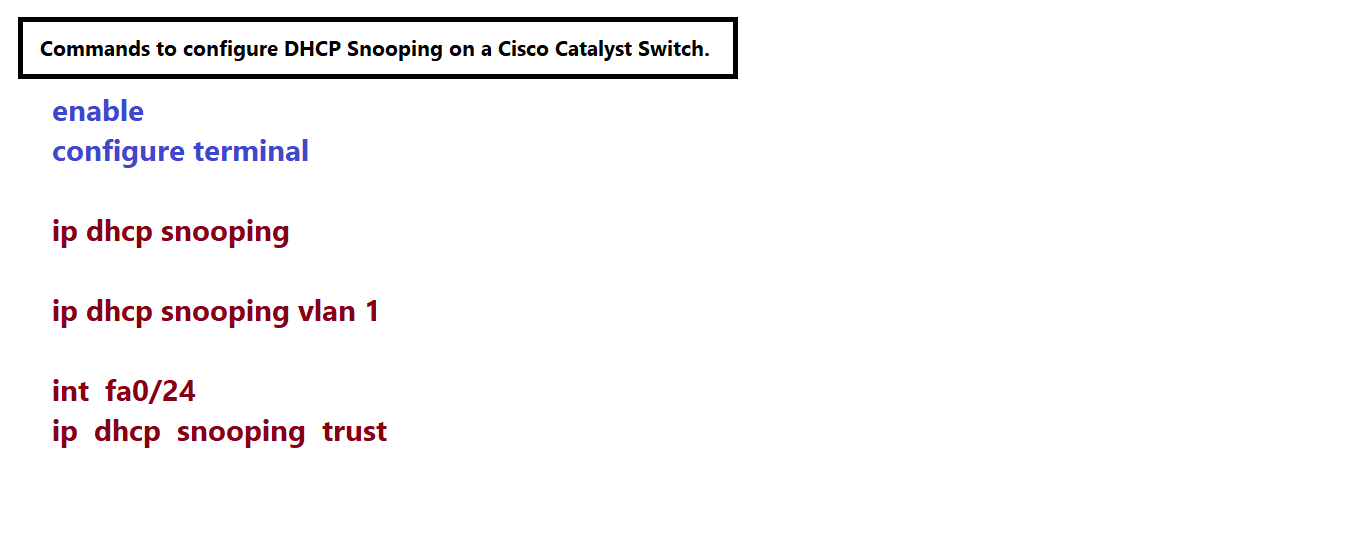 Commands to configure DHCP Snooping on a Cisco Catalyst Switch.
enable
configure terminal
ip dhcp snooping
ip dhcp snooping vlan 1
int fa0/24
ip dhcp snooping trust